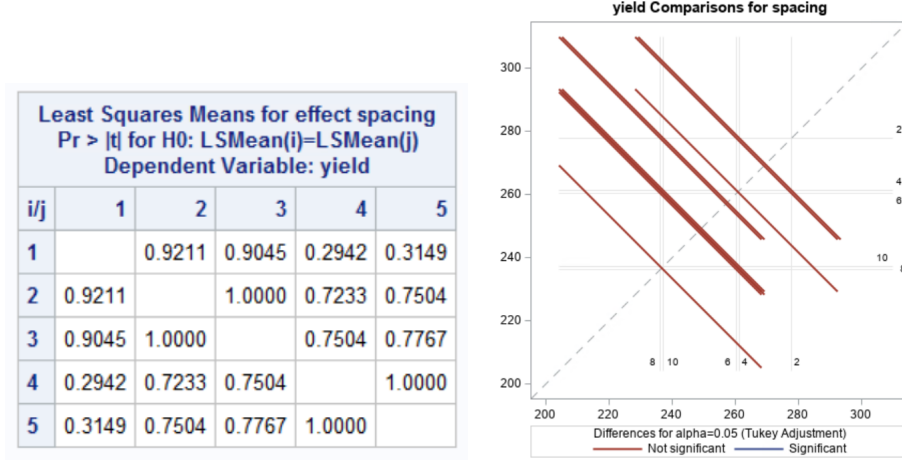 Least Squares Means for effect spacing
Pr > |t| for H0: LSMean(i)=LSMean(j)
Dependent Variable: yield
i/j 1 2 3 4 5
1 0.9211 0.9045 0.2942 0.3149
2 0.9211 1.0000 0.7233 0.7504
3 0.9045 1.0000 0.7504 0.7767
4 0.2942 0.7233 0.7504 1.0000
5 0.3149 0.7504 0.7767 1.0000
yield Comparisons for spacing
300
280
260
240
220
200
2
4
6
10
8 10 6 4 2
200 220 240 260 280 300
Differences for alpha=0.05 (Tukey Adjustment)
Not significant Significant